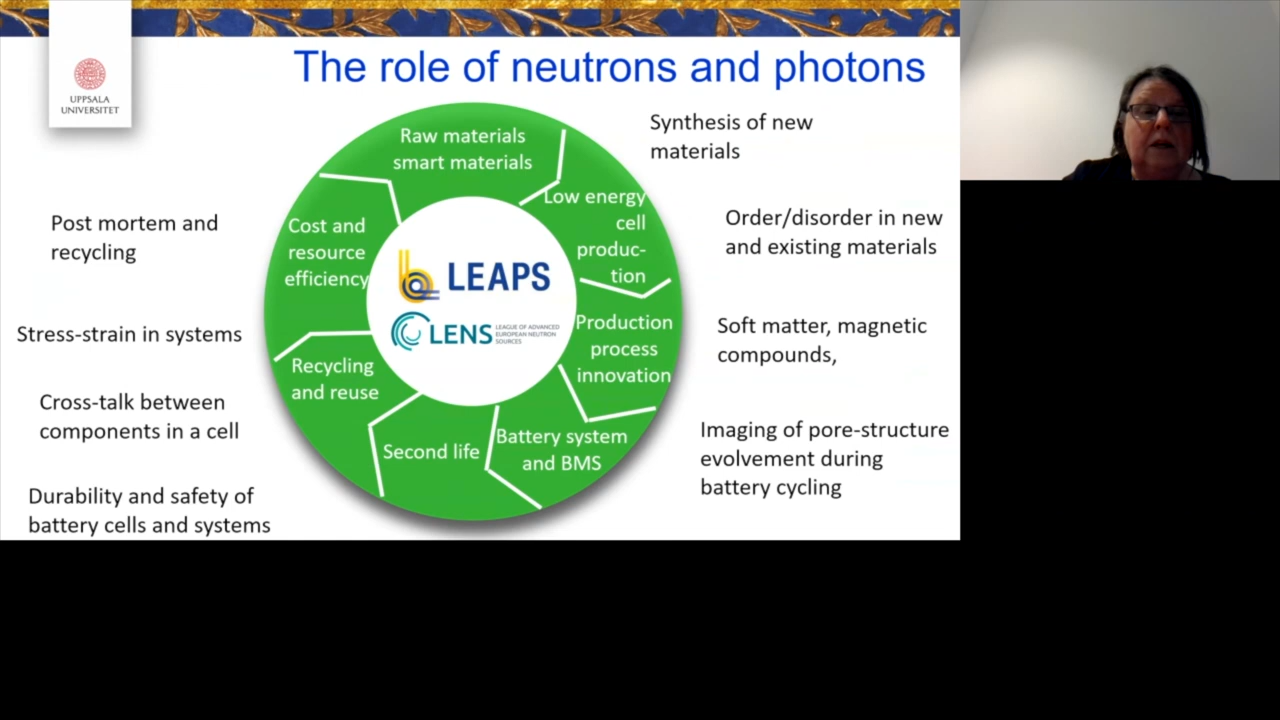 The role of neutrons and photons
UPPSALA
UNIVERSITET
Raw materials
smart materials
Low energy
cell
produc-
tion
Production
process
innovation
Battery system
and BMS
Second life
Recycling
and reuse
Cost and
resource
efficiency
LEAPS
LENS
LEAGUE OF ADVANCED
EUROPEAN NEUTRON
SOURCES
Synthesis of new
materials
Order/disorder in new
and existing materials
Soft matter, magnetic
compounds,
Imaging of pore-structure
evolvement during
battery cycling
Post mortem and
recycling
Stress-strain in systems
Cross-talk between
components in a cell
Durability and safety of
battery cells and systems